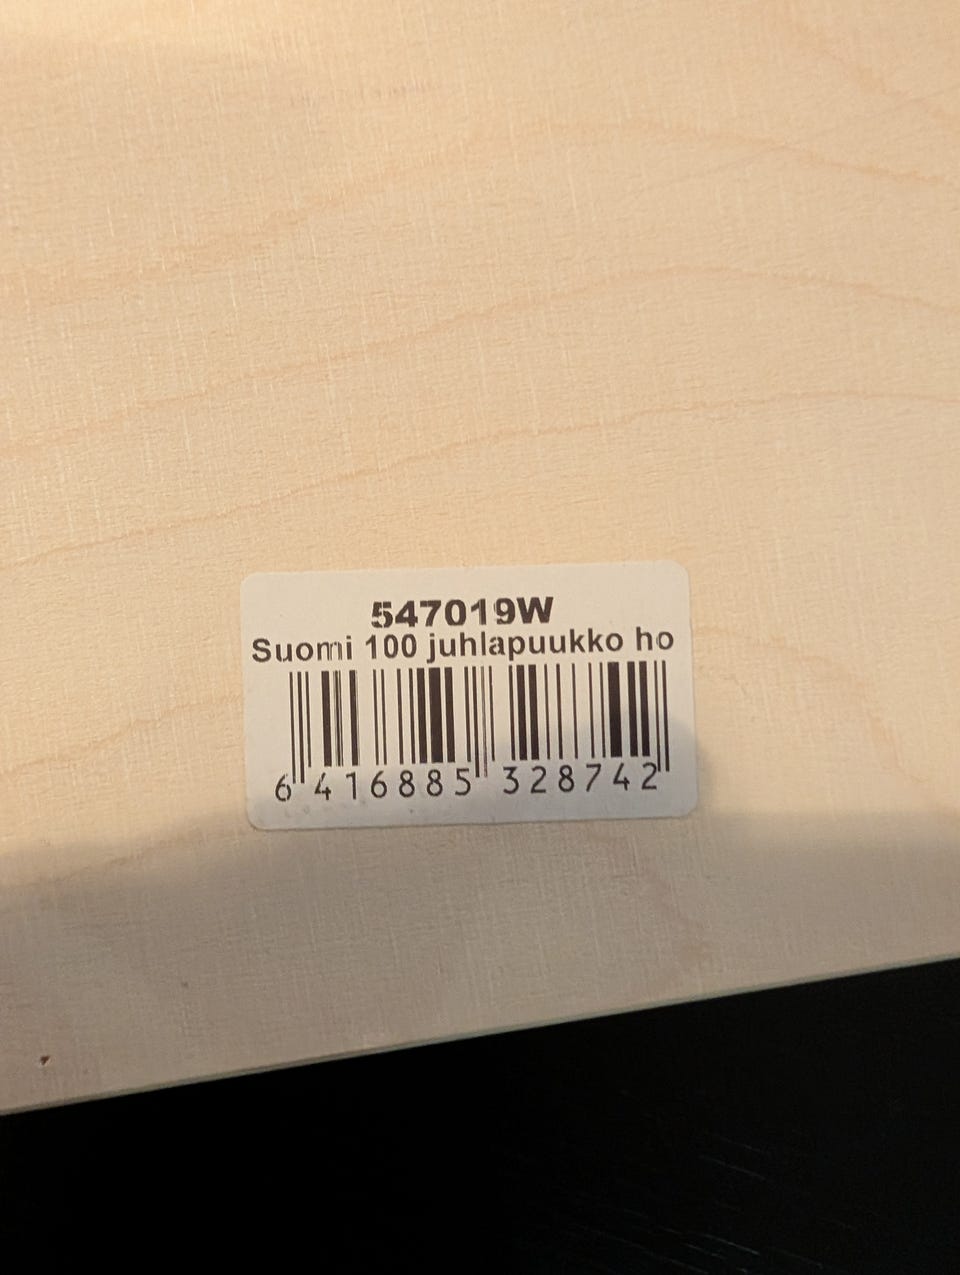 547019W
Suomi 100 juhlapuukko ho
6 416885 328742